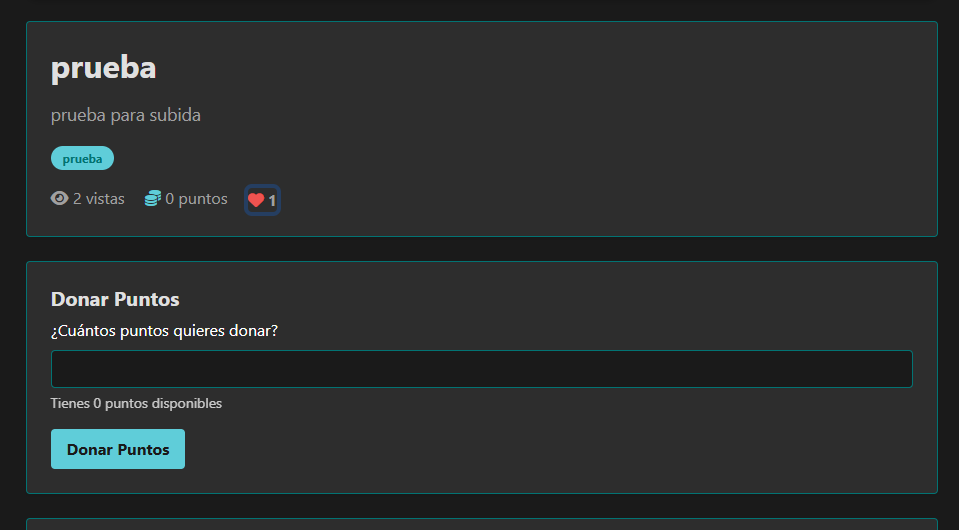 prueba
prueba para subida
prueba
2 vistas 0 puntos 1
Donar Puntos
¿Cuántos puntos quieres donar?
Tienes 0 puntos disponibles
Donar Puntos